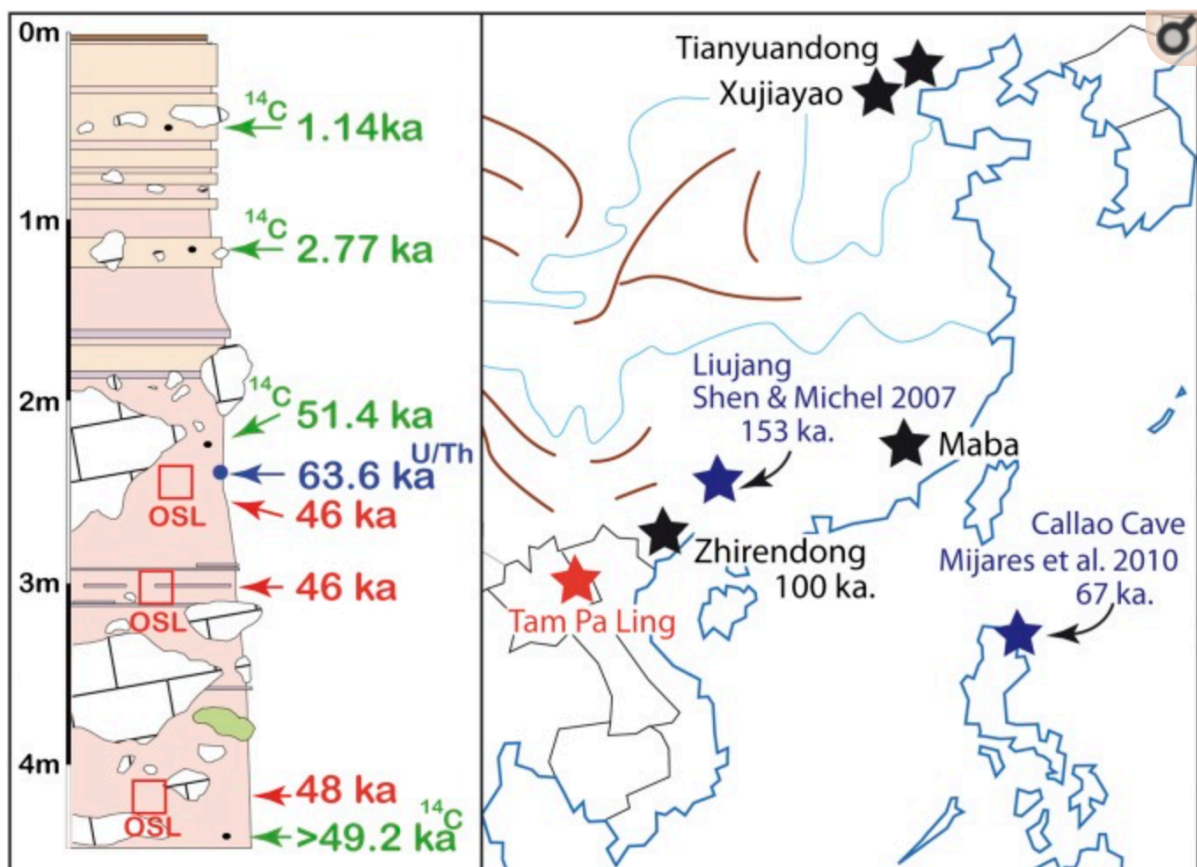 0m
14C
1.14ka
1m
14C
2.77 ka
2m
14C
51.4 ka
U/Th
63.6 ka
OSL
46 ka
3m
46 ka
OSL
4m
48 ka
OSL
14C
>49.2 ka
Tianyuandong
Xujiayao
Liujang
Shen & Michel 2007
153 ka.
Maba
Callao Cave
Mijares et al. 2010
67 ka.
Zhirendong
100 ka.
Tam Pa Ling